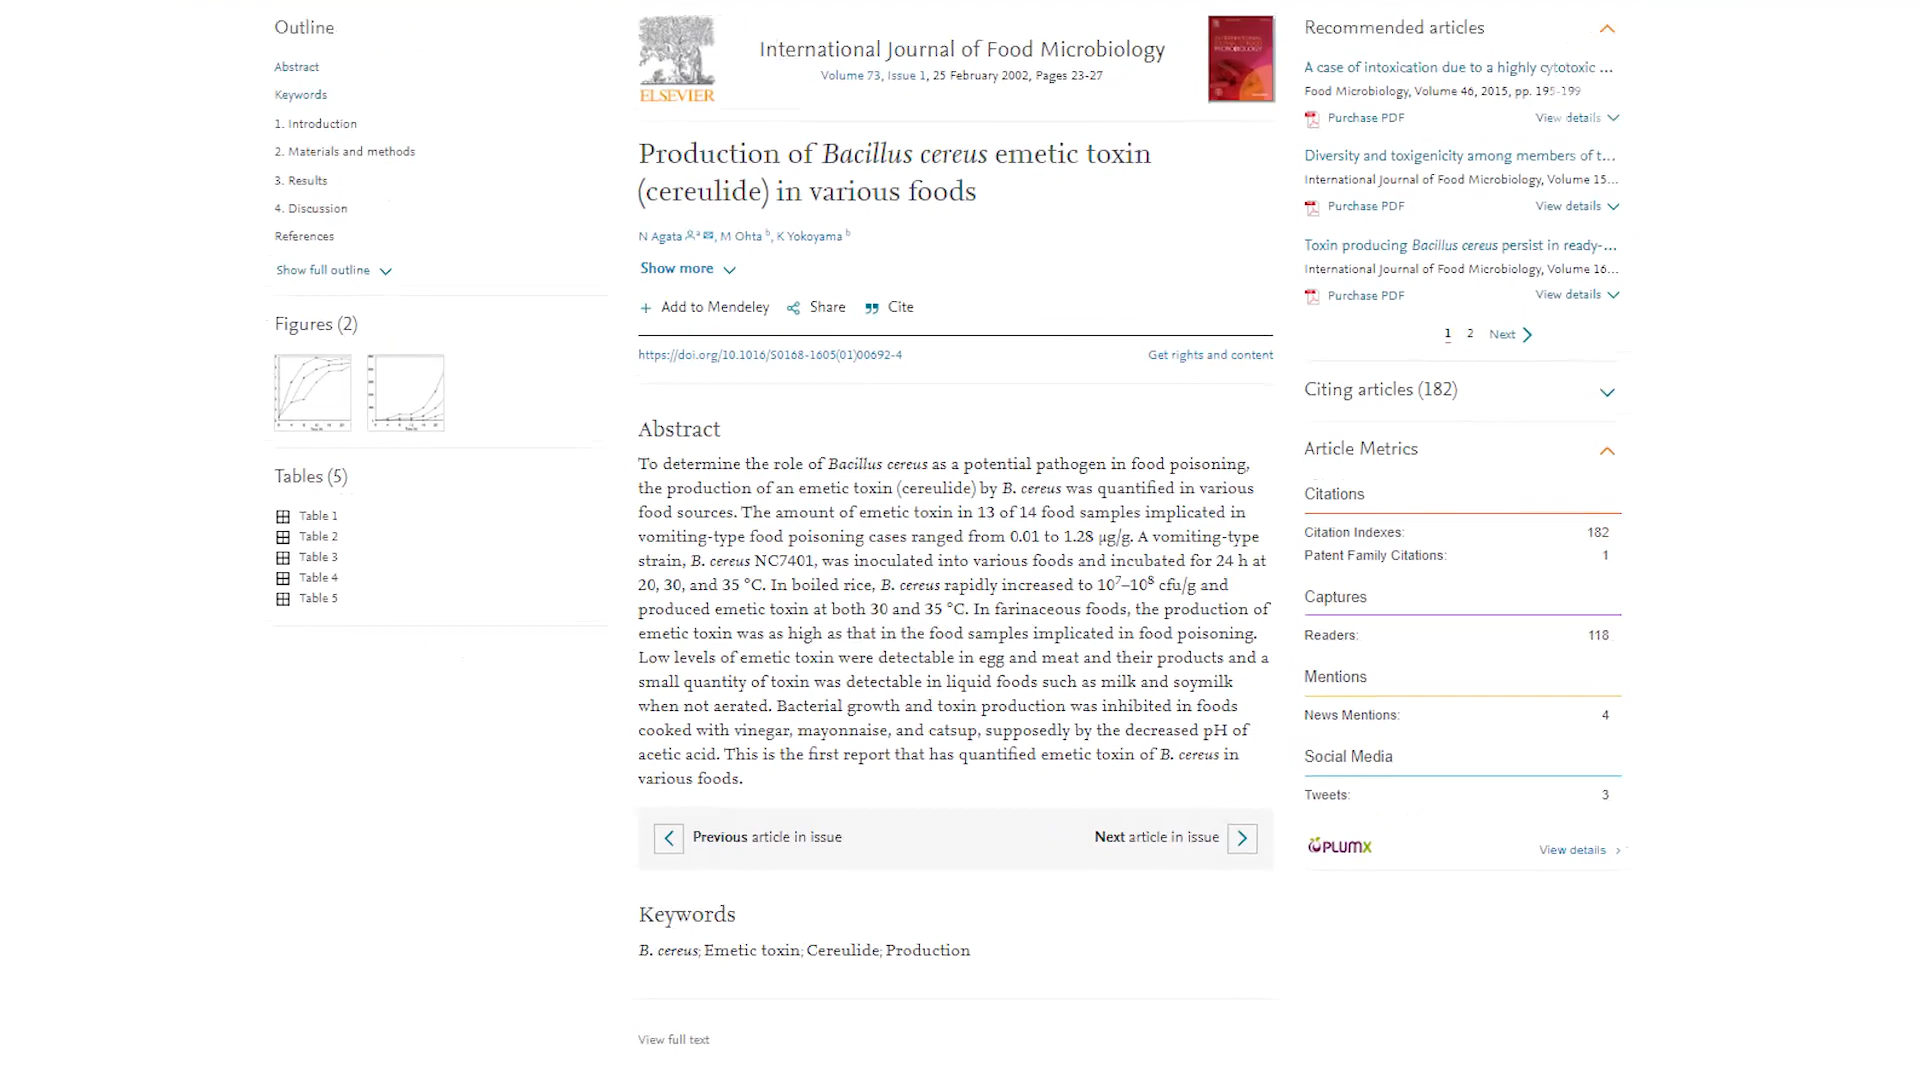 Outline
Abstract
Keywords
1. Introduction
2. Materials and methods
3. Results
4. Discussion
References
Show full outline
Figures (2)
Tables (5)
Table 1
Table 2
Table 3
Table 4
Table 5
ELSEVIER
International Journal of Food Microbiology
Volume 73, Issue 1, 25 February 2002, Pages 23-27
Production of Bacillus cereus emetic toxin
(cereulide) in various foods
N Agata a, M Ohta b, K Yokoyama b
Show more
Add to Mendeley Share Cite
https://doi.org/10.1016/S0168-1605(01)00692-4 Get rights and content
Abstract
To determine the role of Bacillus cereus as a potential pathogen in food poisoning,
the production of an emetic toxin (cereulide) by B. cereus was quantified in various
food sources. The amount of emetic toxin in 13 of 14 food samples implicated in
vomiting-type food poisoning cases ranged from 0.01 to 1.28 μg/g. A vomiting-type
strain, B. cereus NC7401, was inoculated into various foods and incubated for 24 h at
20, 30, and 35 °C. In boiled rice, B. cereus rapidly increased to 10⁷–10⁸ cfu/g and
produced emetic toxin at both 30 and 35 °C. In farinaceous foods, the production of
emetic toxin was as high as that in the food samples implicated in food poisoning.
Low levels of emetic toxin were detectable in egg and meat and their products and a
small quantity of toxin was detectable in liquid foods such as milk and soymilk
when not aerated. Bacterial growth and toxin production was inhibited in foods
cooked with vinegar, mayonnaise, and catsup, supposedly by the decreased pH of
acetic acid. This is the first report that has quantified emetic toxin of B. cereus in
various foods.
Previous article in issue Next article in issue
Keywords
B. cereus; Emetic toxin; Cereulide; Production
View full text
Recommended articles
A case of intoxication due to a highly cytotoxic ...
Food Microbiology, Volume 46, 2015, pp. 195-199
Purchase PDF View details
Diversity and toxigenicity among members of t...
International Journal of Food Microbiology, Volume 15...
Purchase PDF View details
Toxin producing Bacillus cereus persist in ready-...
International Journal of Food Microbiology, Volume 16...
Purchase PDF View details
1 2 Next
Citing articles (182)
Article Metrics
Citations
Citation Indexes: 182
Patent Family Citations: 1
Captures
Readers: 118
Mentions
News Mentions: 4
Social Media
Tweets: 3
PLUMX View details